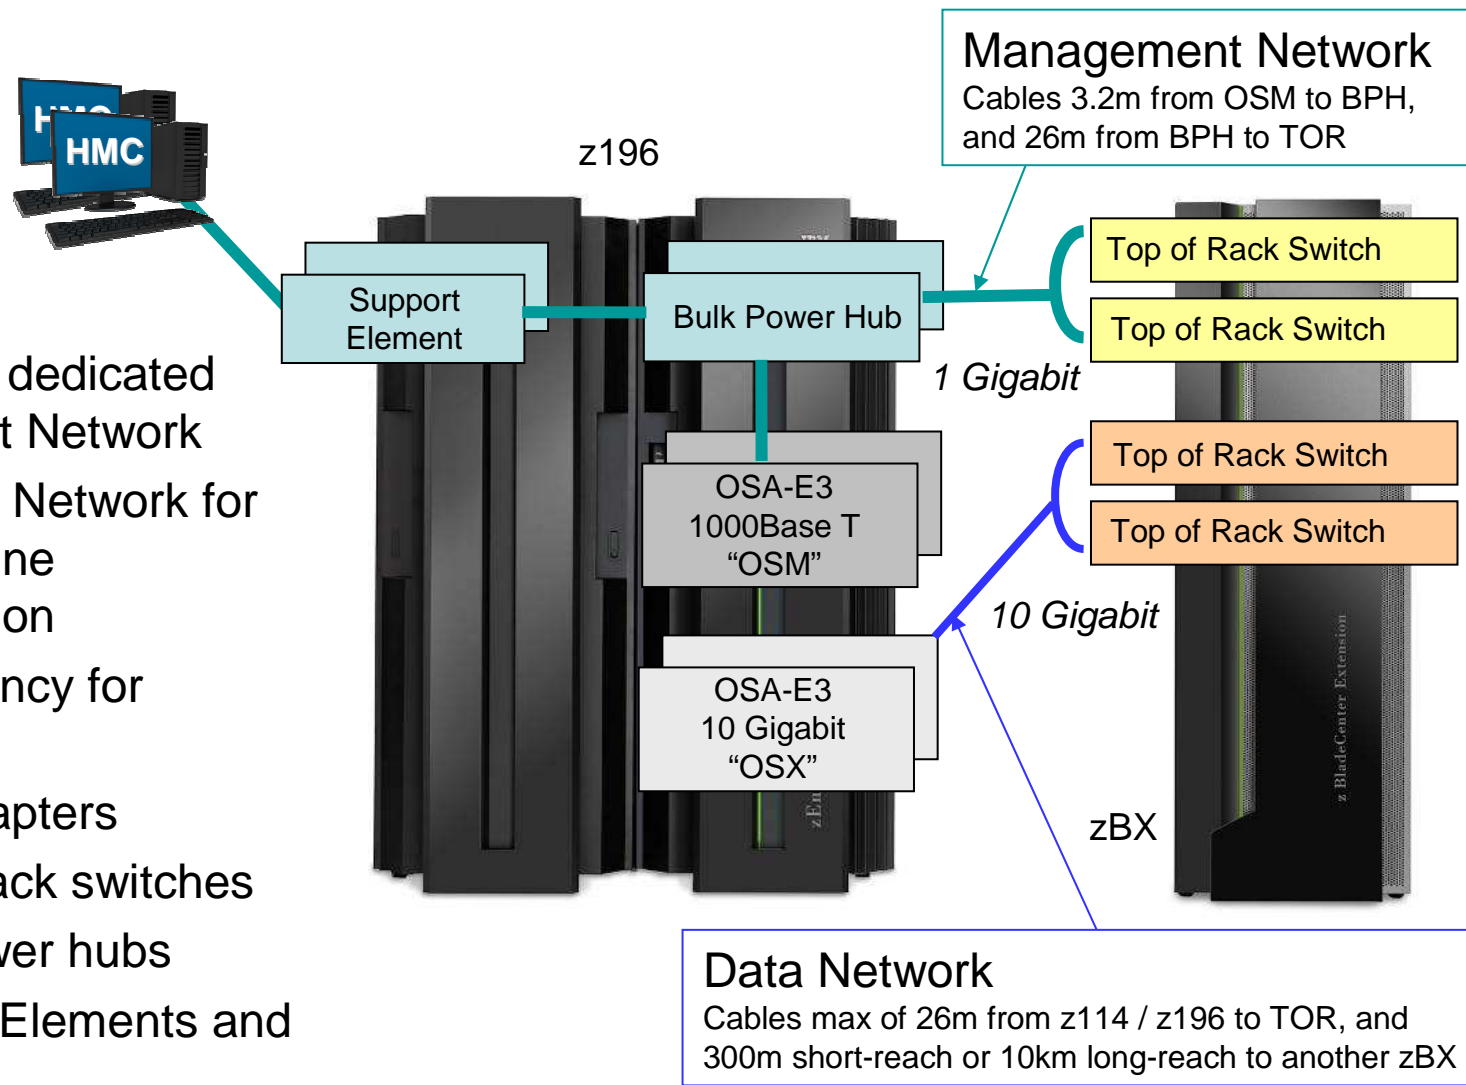 Management Network
Cables 3.2m from OSM to BPH,
and 26m from BPH to TOR
HMC
HMC
z196
Top of Rack Switch
Support
Element
Bulk Power Hub
Top of Rack Switch
1 Gigabit
dedicated
t Network
Network for
ne
on
ncy for
apters
ack switches
wer hubs
Elements and
OSA-E3
1000Base T
“OSM”
Top of Rack Switch
Top of Rack Switch
10 Gigabit
OSA-E3
10 Gigabit
“OSX”
zEn
z BladeCenter Extension
zBX
Data Network
Cables max of 26m from z114 / z196 to TOR, and
300m short-reach or 10km long-reach to another zBX